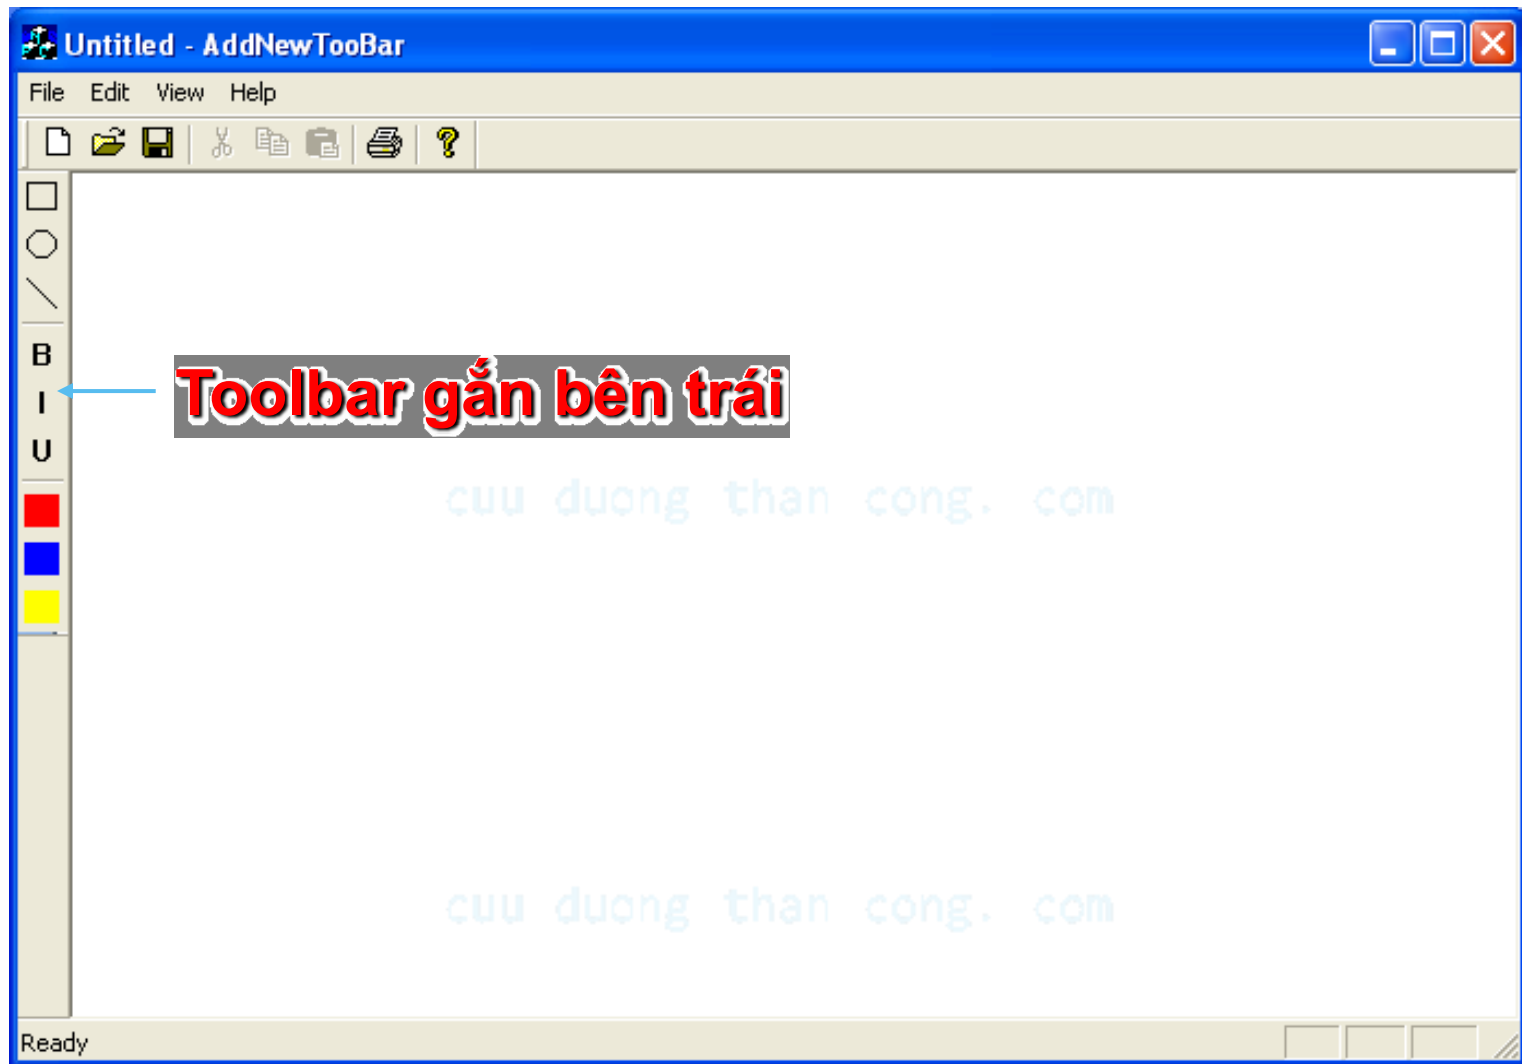 Untitled - AddNewTooBar
File Edit View Help
B
I
Toolbar gắn bên trái
U
cuu duong than cong. com
cuu duong than cong. com
Ready